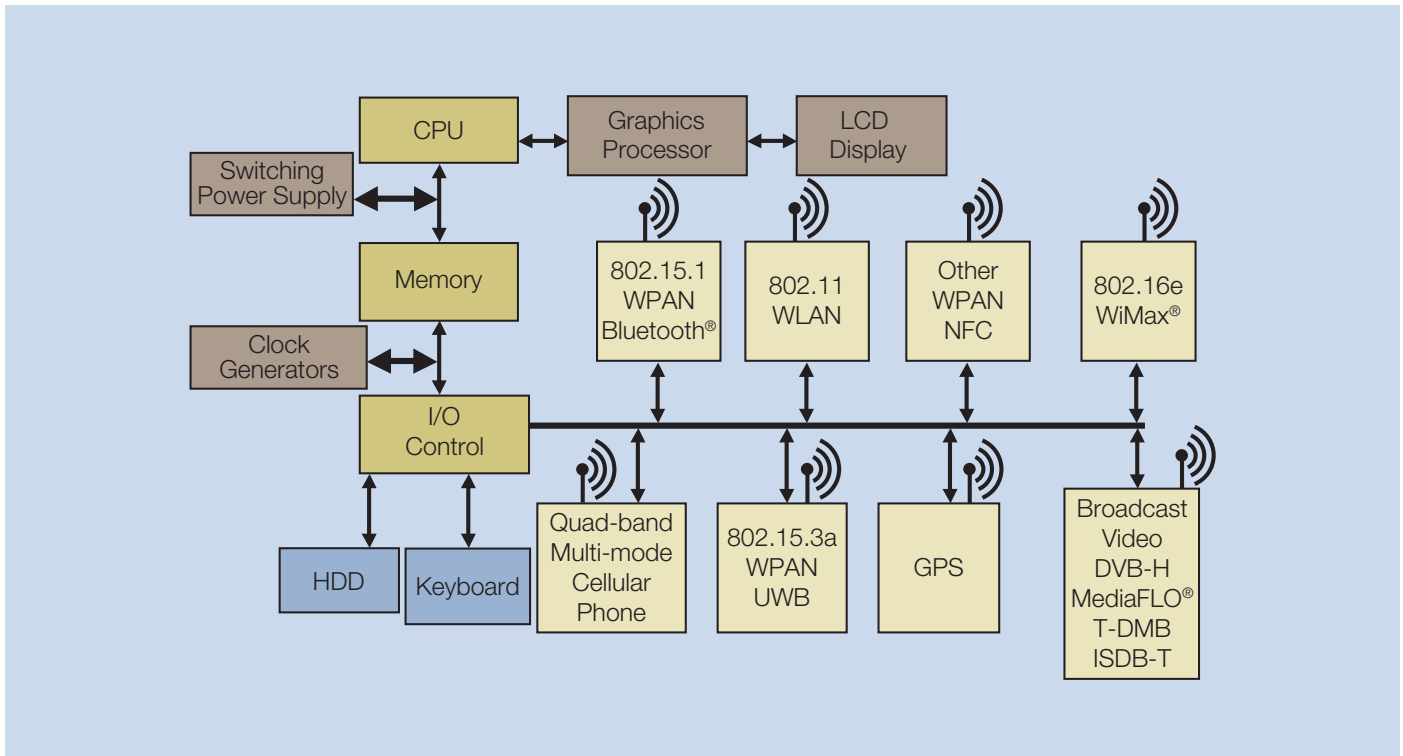 CPU
Graphics
Processor
LCD
Display
Switching
Power Supply
Memory
802.15.1
WPAN
Bluetooth®
802.11
WLAN
Other
WPAN
NFC
802.16e
WiMax®
Clock
Generators
I/O
Control
HDD
Keyboard
Quad-band
Multi-mode
Cellular
Phone
802.15.3a
WPAN
UWB
GPS
Broadcast
Video
DVB-H
MediaFLO®
T-DMB
ISDB-T